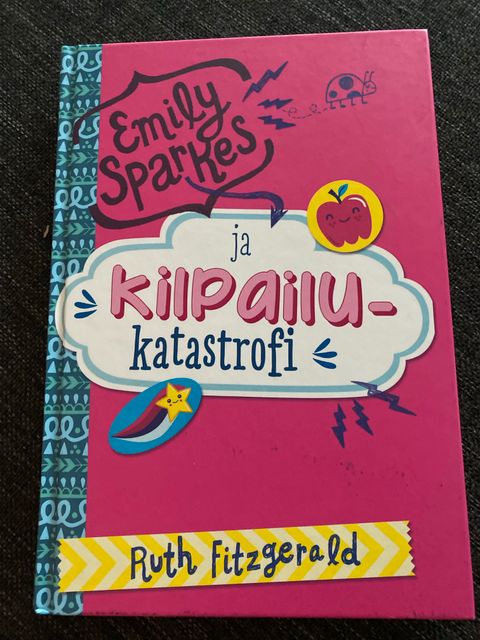 Emily
Sparkes
ja
kilpailu-
katastrofi
Ruth Fitzgerald